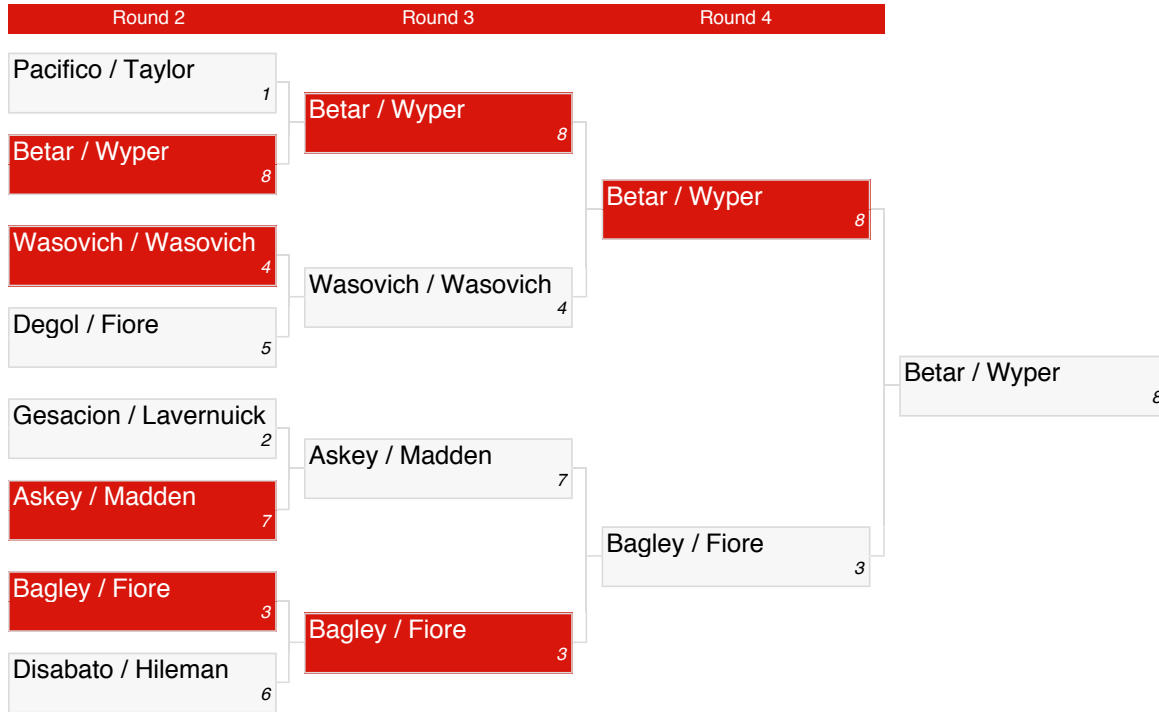 Round 2
Round 3
Round 4
Pacifico / Taylor
1
Betar / Wyper
8
Wasovich / Wasovich
4
Degol / Fiore
5
Gesacion / Lavernuick
2
Askey / Madden
7
Bagley / Fiore
3
Disabato / Hileman
6
Betar / Wyper
8
Wasovich / Wasovich
4
Askey / Madden
7
Bagley / Fiore
3
Betar / Wyper
8
Bagley / Fiore
3
Betar / Wyper
8